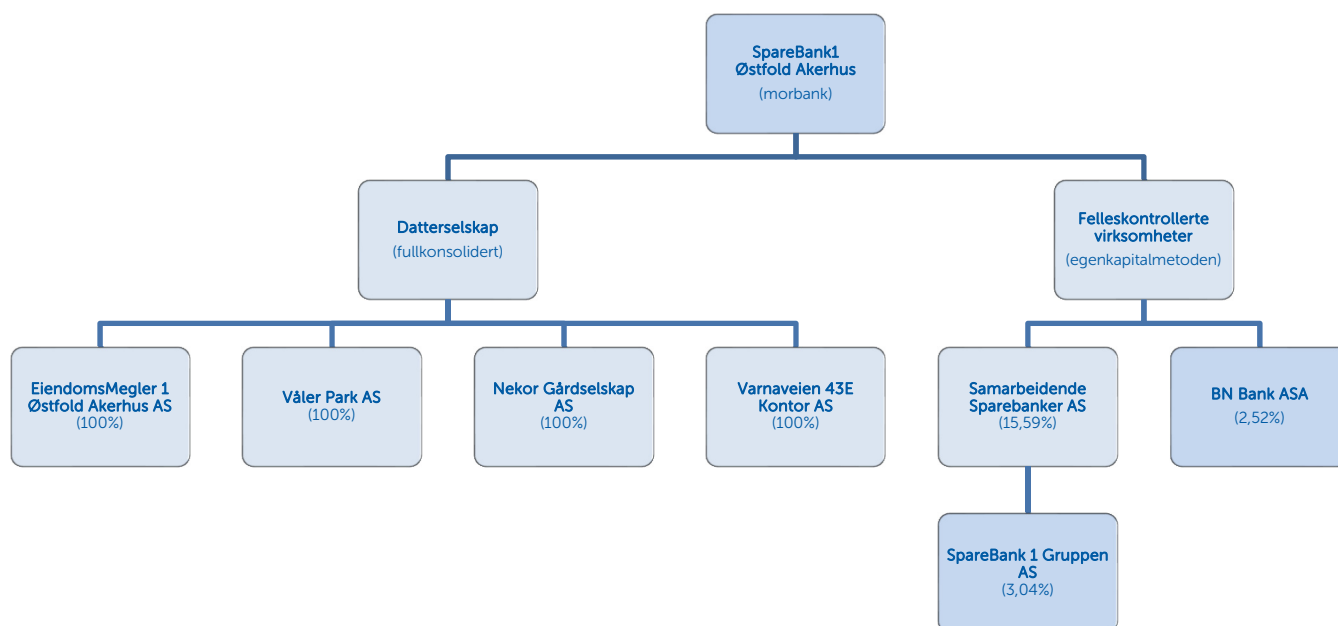 SpareBank1
Østfold Akerhus
(morbank)
Datterselskap
(fullkonsolidert)
Felleskontrollerte
virksomheter
(egenkapitalmetoden)
EiendomsMegler 1
Østfold Akerhus AS
(100%)
Våler Park AS
(100%)
Nekor Gårdselskap
AS
(100%)
Varnaveien 43E
Kontor AS
(100%)
Samarbeidende
Sparebanker AS
(15,59%)
BN Bank ASA
(2,52%)
SpareBank 1 Gruppen
AS
(3,04%)